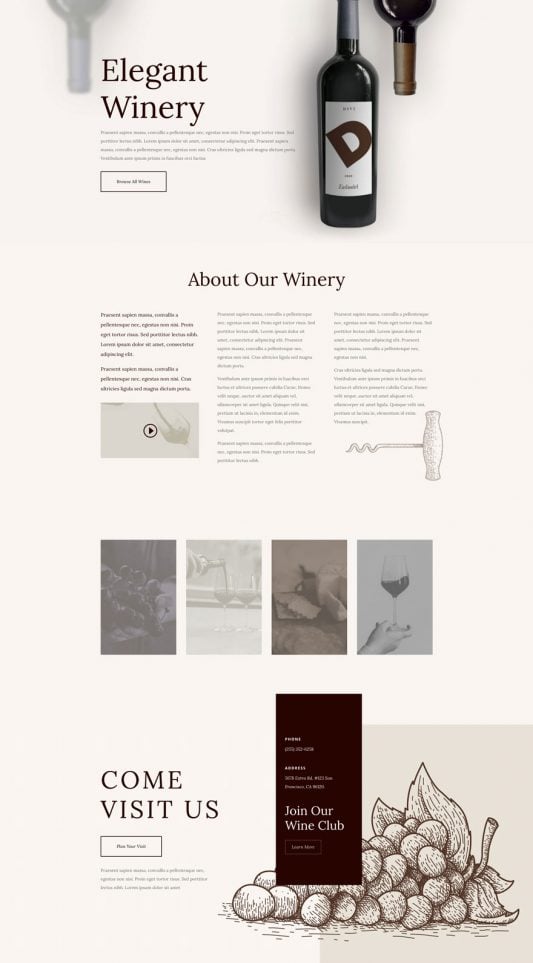 Elegant
Winery
Praesent sapien massa, convallis a pellentesque nec, egestas non nisi. Proin eget tortor risus. Sed
porttitor lectus nibh. Lorem ipsum dolor sit amet, consectetur adipiscing elit. Praesent sapien
massa, convallis a pellentesque nec, egestas non nisi. Cras ultricies ligula sed magna dictum porta.
Vestibulum ante ipsum primis in faucibus orci luctus
Browse All Wines
DIVI
D
Zinfandel
About Our Winery
Praesent sapien massa, convallis a
pellentesque nec, egestas non nisi. Proin
eget tortor risus. Sed porttitor lectus nibh.
Lorem ipsum dolor sit amet, consectetur
adipiscing elit.
Praesent sapien massa, convallis a
pellentesque nec, egestas non nisi. Cras
ultricies ligula sed magna dictum porta.
Praesent sapien massa, convallis a pellentesque
nec, egestas non nisi. Proin eget tortor risus. Sed
porttitor lectus nibh. Lorem ipsum dolor sit
amet, consectetur adipiscing elit. Praesent
sapien massa, convallis a pellentesque nec,
egestas non nisi. Cras ultricies ligula sed magna
dictum porta.
Vestibulum ante ipsum primis in faucibus orci
luctus et ultrices posuere cubilia Curae; Donec
velit neque, auctor sit amet aliquam vel,
ullamcorper sit amet ligula. Quisque velit nisi,
pretium ut lacinia in, elementum id enim.
Vivamus suscipit tortor eget felis porttitor
volutpat.
Praesent sapien massa, convallis a pellentesque
nec, egestas non nisi. Proin eget tortor risus. Sed
porttitor lectus nibh.
Praesent sapien massa, convallis a pellentesque
nec, egestas non nisi. Proin eget tortor risus. Sed
porttitor lectus nibh. Lorem ipsum dolor sit
amet, consectetur adipiscing elit. Praesent
sapien massa, convallis a pellentesque nec,
egestas non nisi.
Cras ultricies ligula sed magna dictum porta.
Vestibulum ante ipsum primis in faucibus orci
luctus et ultrices posuere cubilia Curae; Donec
velit neque, auctor sit amet aliquam vel,
ullamcorper sit amet ligula. Quisque velit nisi,
pretium ut lacinia in, elementum id enim.
Vivamus suscipit.
PHONE
(255) 352-6258
ADDRESS
5678 Extra Rd. #123 San
Francisco, CA 96120.
Join Our
Wine Club
Learn More
COME
VISIT US
Plan Your Visit
Praesent sapien massa, convallis a pellentesque nec,
egestas non nisi. Proin eget tortor risus. Sed porttitor
lectus nibh. Lorem ipsum dolor sit amet